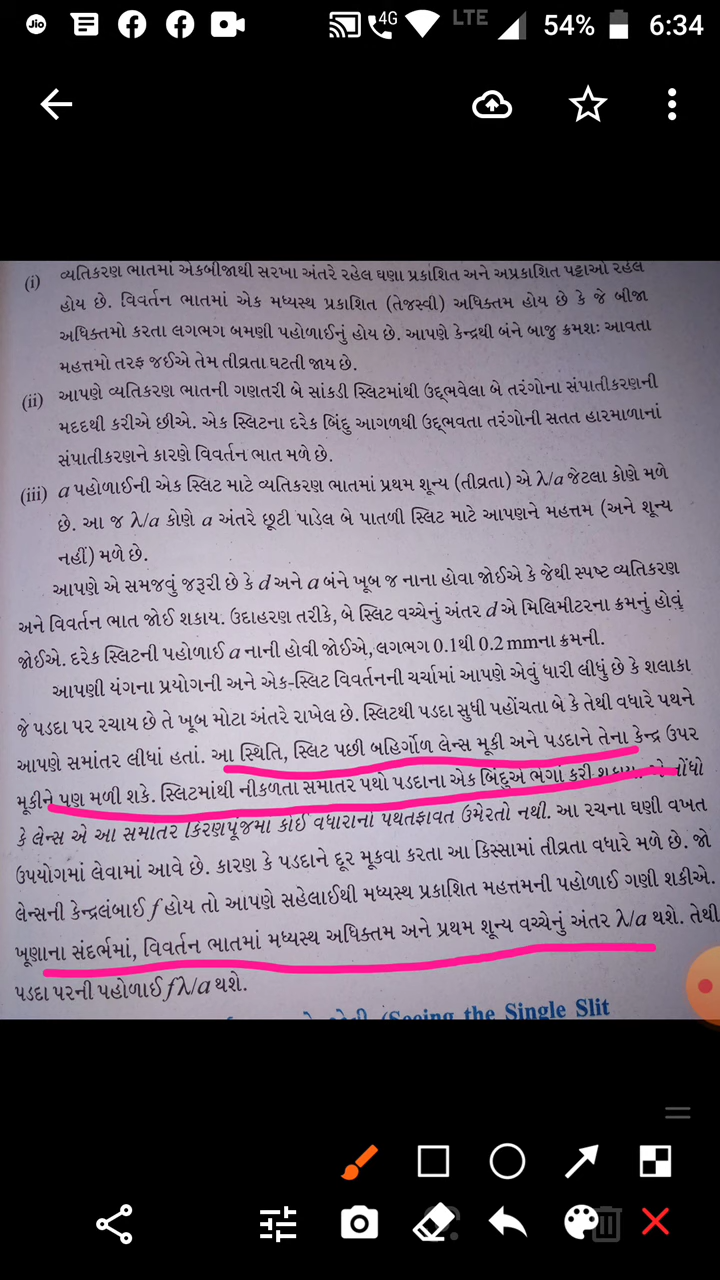 Jio 4G LTE 54% 6:34
(i) વ્યતિકરણ ભાતમાં એકબીજાથી સરખા અંતરે રહેલ ઘણા પ્રકાશિત અને અપ્રકાશિત પટ્ટાઓ રહેલ
હોય છે. વિવર્તન ભાતમાં એક મધ્યસ્થ પ્રકાશિત (તેજસ્વી) અધિક્તમ હોય છે કે જે બીજા
અધિક્તમો કરતા લગભગ બમણી પહોળાઈનું હોય છે. આપણે કેન્દ્રથી બંને બાજુ ક્રમશઃ આવતા
મહત્તમો તરફ જઈએ તેમ તીવ્રતા ઘટતી જાય છે.
(ii) આપણે વ્યતિકરણ ભાતની ગણતરી બે સાંકડી સ્લિટમાંથી ઉદ્ભવેલા બે તરંગોના સંપાતીકરણની
મદદથી કરીએ છીએ. એક સ્લિટના દરેક બિંદુ આગળથી ઉદ્ભવતા તરંગોની સતત હારમાળાનાં
સંપાતીકરણને કારણે વિવર્તન ભાત મળે છે.
(iii) a પહોળાઈની એક સ્લિટ માટે વ્યતિકરણ ભાતમાં પ્રથમ શૂન્ય (તીવ્રતા) એ λ/a જેટલા કોણે મળે
છે. આ જ λ/a કોણે a અંતરે છૂટી પાડેલ બે પાતળી સ્લિટ માટે આપણને મહત્તમ (અને શૂન્ય
નહીં) મળે છે.
આપણે એ સમજવું જરૂરી છે કે d અને a બંને ખૂબ જ નાના હોવા જોઈએ કે જેથી સ્પષ્ટ વ્યતિકરણ
અને વિવર્તન ભાત જોઈ શકાય. ઉદાહરણ તરીકે, બે સ્લિટ વચ્ચેનું અંતર d એ મિલિમીટરના ક્રમનું હોવું
જોઈએ. દરેક સ્લિટની પહોળાઈ a નાની હોવી જોઈએ, લગભગ 0.1થી 0.2 mmના ક્રમની.
આપણી યંગના પ્રયોગની અને એક-સ્લિટ વિવર્તનની ચર્ચામાં આપણે એવું ધારી લીધું છે કે શલાકા
જે પડદા પર રચાય છે તે ખૂબ મોટા અંતરે રાખેલ છે. સ્લિટથી પડદા સુધી પહોંચતા બે કે તેથી વધારે પથને
આપણે સમાંતર લીધાં હતાં. આ સ્થિતિ, સ્લિટ પછી બહિર્ગોળ લેન્સ મૂકી અને પડદાને તેના કેન્દ્ર ઉપર
મૂકીને પણ મળી શકે. સ્લિટમાંથી નીકળતા સમાંતર પથો પડદાના એક બિંદુએ ભેગાં કરી શકાય. એ નોંધો
કે લેન્સ એ આ સમાંતર કિરણપૂંજમાં કોઈ વધારાનો પથતફાવત ઉમેરતો નથી. આ રચના ઘણી વખત
ઉપયોગમાં લેવામાં આવે છે. કારણ કે પડદાને દૂર મૂકવા કરતા આ કિસ્સામાં તીવ્રતા વધારે મળે છે. જો
લેન્સની કેન્દ્રલંબાઈ f હોય તો આપણે સહેલાઈથી મધ્યસ્થ પ્રકાશિત મહત્તમની પહોળાઈ ગણી શકીએ.
ખૂણાના સંદર્ભમાં, વિવર્તન ભાતમાં મધ્યસ્થ અધિક્તમ અને પ્રથમ શૂન્ય વચ્ચેનું અંતર λ/a થશે. તેથી
પડદા પરની પહોળાઈ fλ/a થશે.
(Seeing the Single Slit